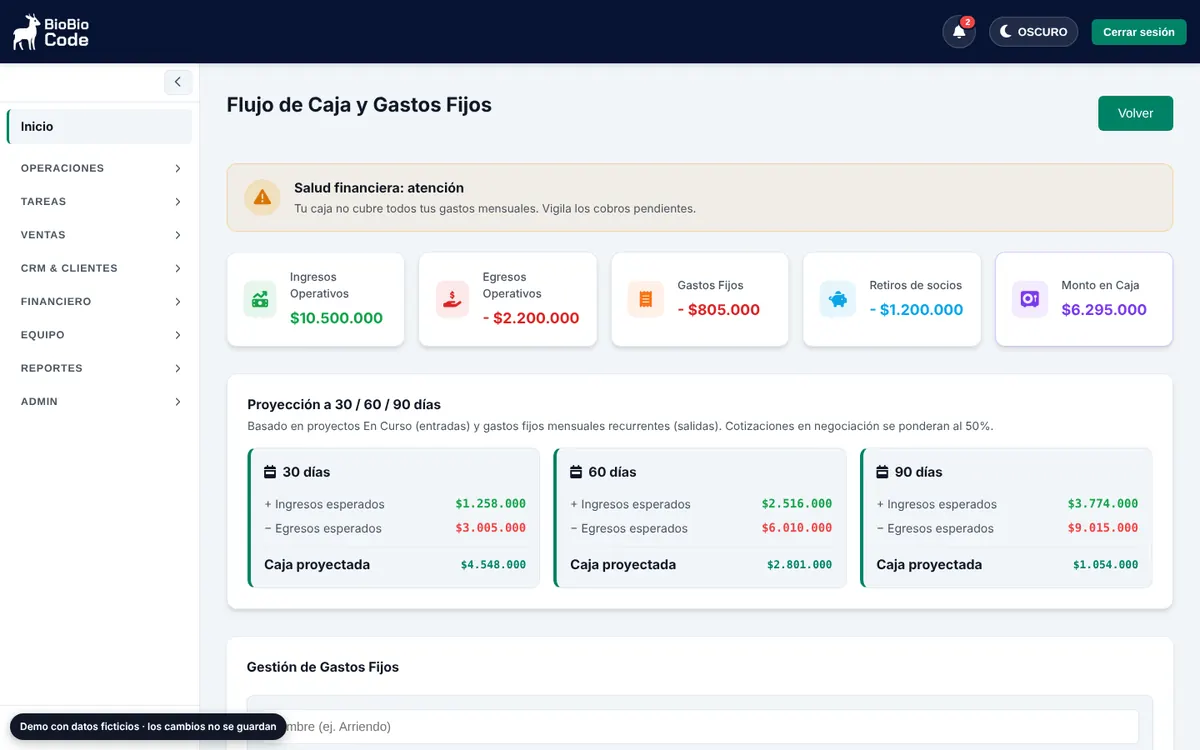 BioBio
Code
2
OSCURO
Cerrar sesión
Inicio
OPERACIONES
TAREAS
VENTAS
CRM & CLIENTES
FINANCIERO
EQUIPO
REPORTES
ADMIN
Flujo de Caja y Gastos Fijos
Volver
Salud financiera: atención
Tu caja no cubre todos tus gastos mensuales. Vigila los cobros pendientes.
Ingresos
Operativos
$10.500.000
Egresos
Operativos
- $2.200.000
Gastos Fijos
- $805.000
Retiros de socios
- $1.200.000
Monto en Caja
$6.295.000
Proyección a 30 / 60 / 90 días
Basado en proyectos En Curso (entradas) y gastos fijos mensuales recurrentes (salidas). Cotizaciones en negociación se ponderan al 50%.
30 días
+ Ingresos esperados $1.258.000
− Egresos esperados $3.005.000
Caja proyectada $4.548.000
60 días
+ Ingresos esperados $2.516.000
− Egresos esperados $6.010.000
Caja proyectada $2.801.000
90 días
+ Ingresos esperados $3.774.000
− Egresos esperados $9.015.000
Caja proyectada $1.054.000
Gestión de Gastos Fijos
mbre (ej. Arriendo)
Demo con datos ficticios · los cambios no se guardan